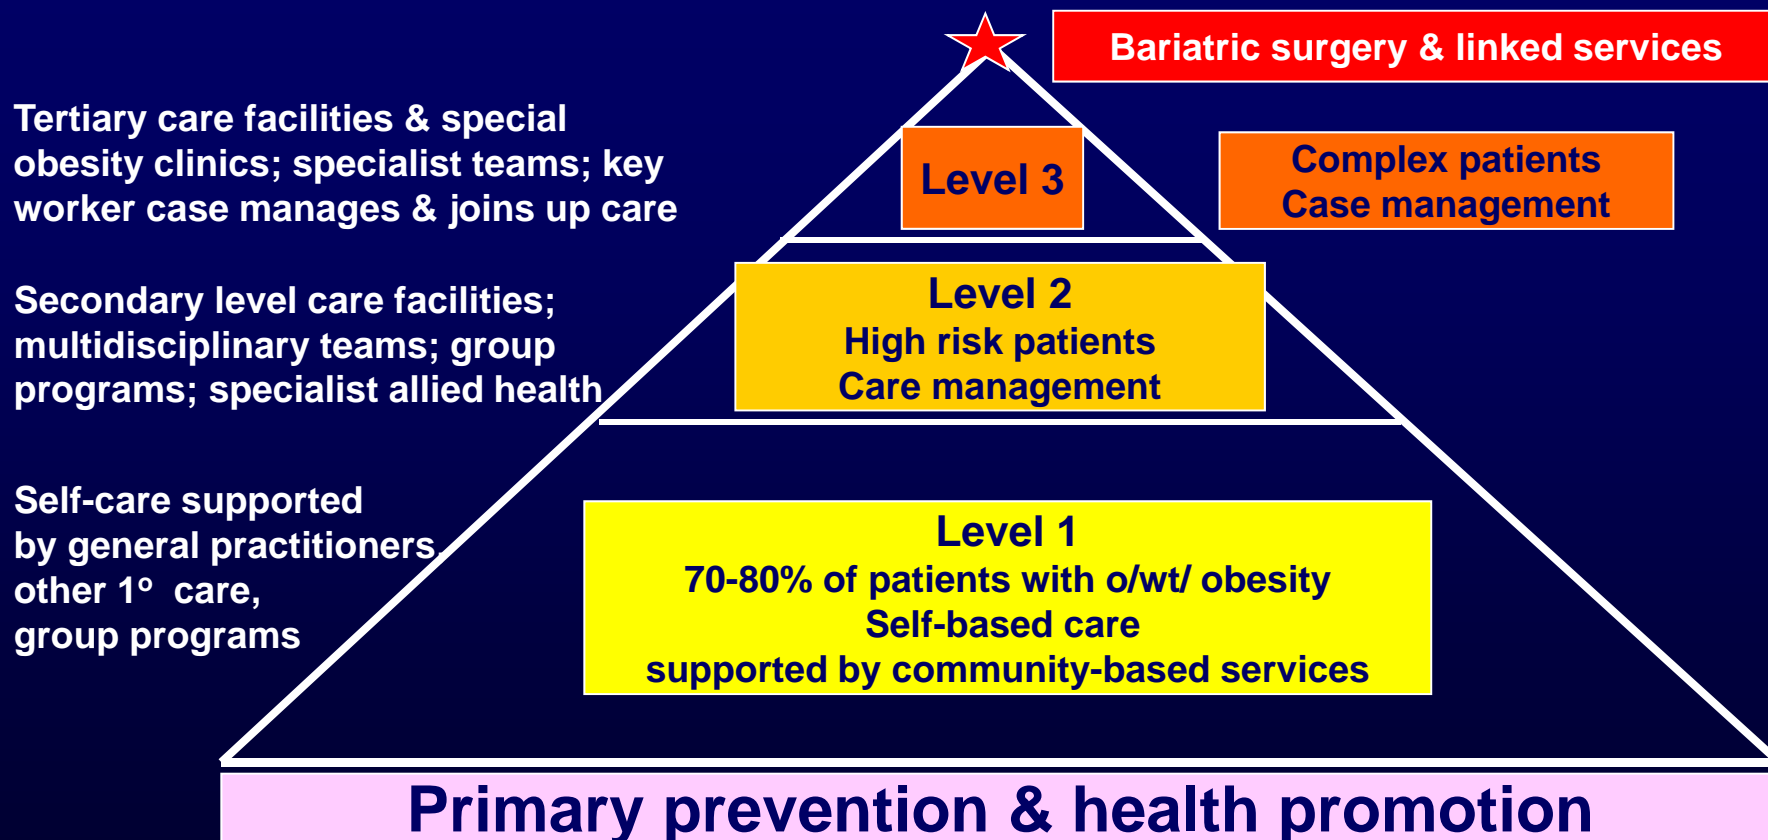 Bariatric surgery & linked services
Tertiary care facilities & special
obesity clinics; specialist teams; key
worker case manages & joins up care
Level 3
Complex patients
Case management
Secondary level care facilities;
multidisciplinary teams; group
programs; specialist allied health
Level 2
High risk patients
Care management
Self-care supported
by general practitioners,
other 1º care,
group programs
Level 1
70-80% of patients with o/wt/ obesity
Self-based care
supported by community-based services
Primary prevention & health promotion